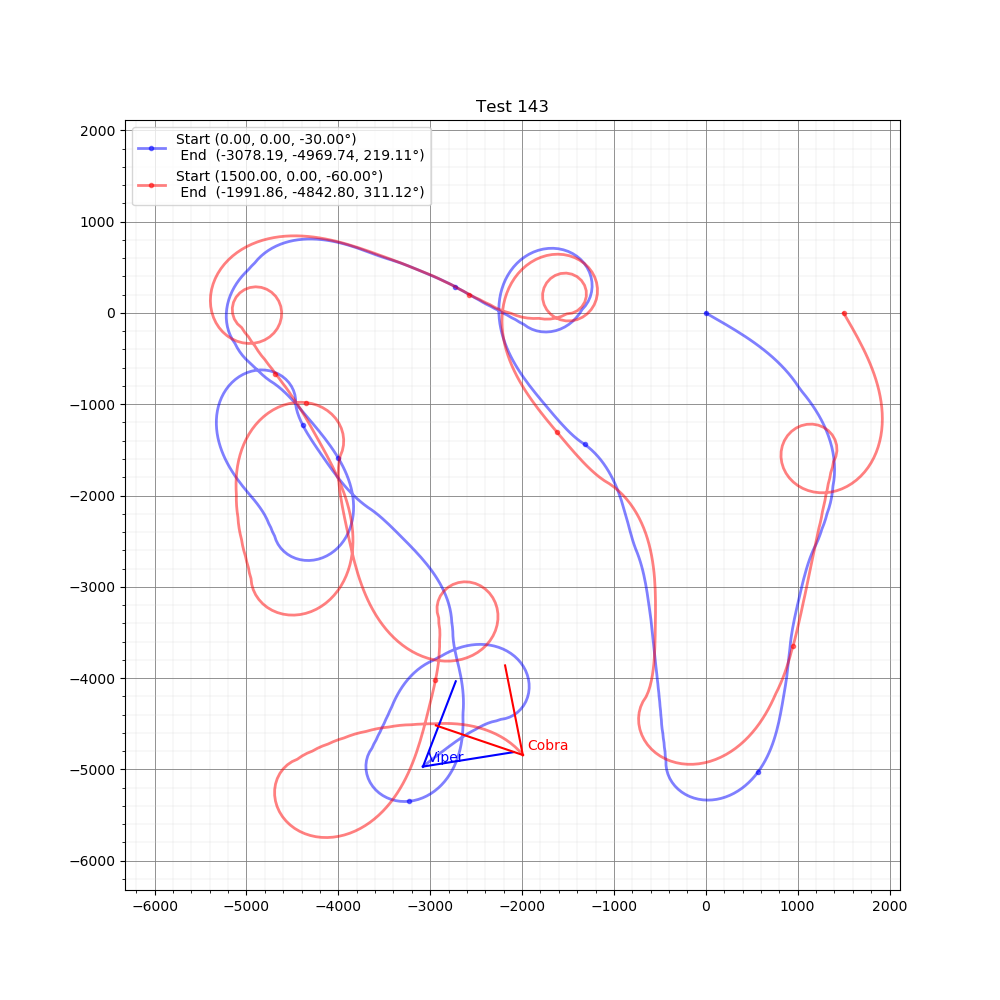 Test 143
Start (0.00, 0.00, -30.00°)
End (-3078.19, -4969.74, 219.11°)
Start (1500.00, 0.00, -60.00°)
End (-1991.86, -4842.80, 311.12°)
2000
1000
0
−1000
−2000
−3000
−4000
−5000
−6000
Cobra
Viper
−6000 −5000 −4000 −3000 −2000 −1000 0 1000 2000